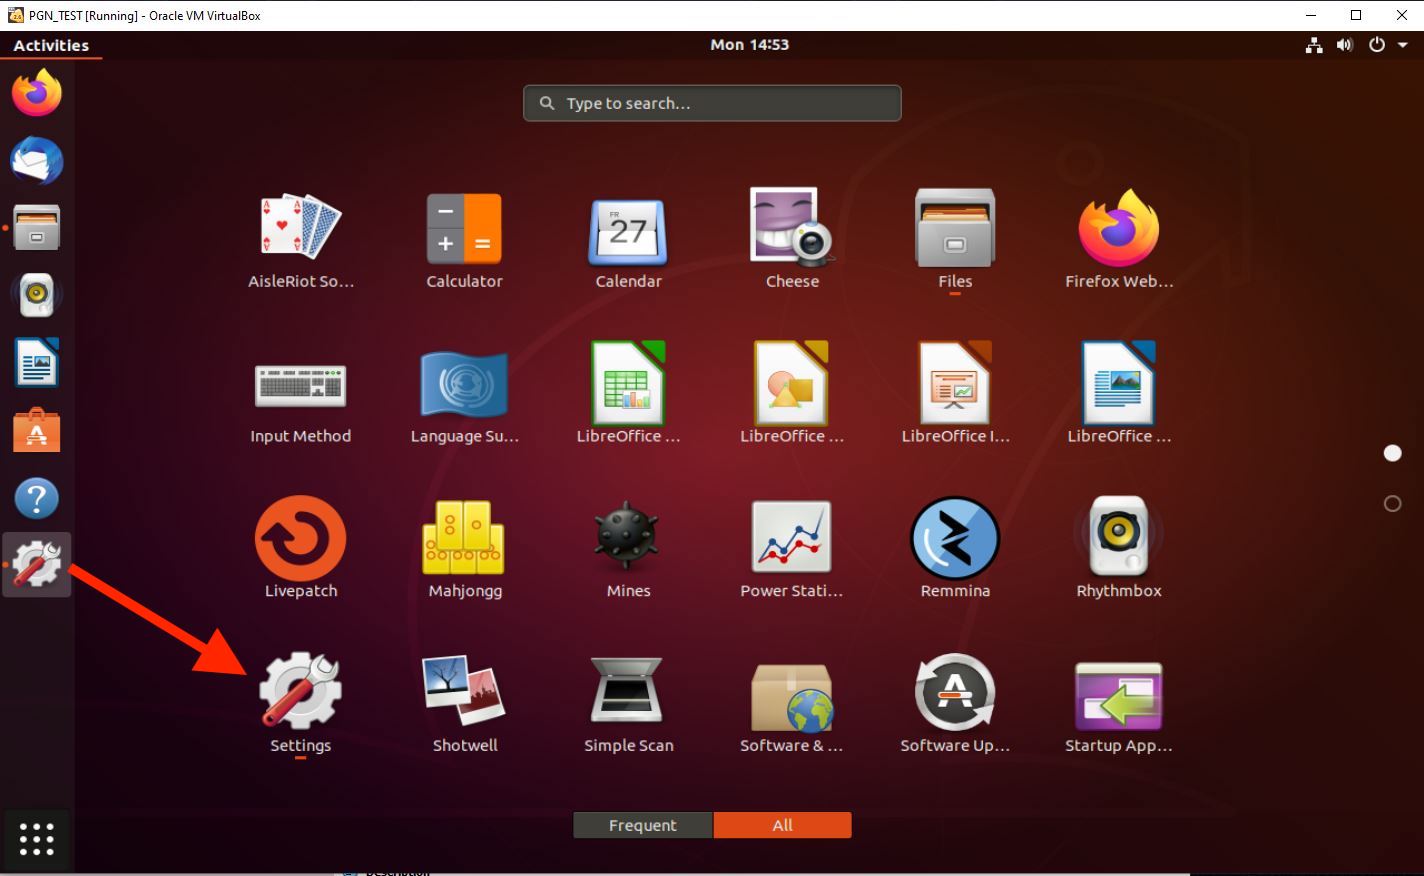 PGN_TEST [Running] - Oracle VM VirtualBox
Activities
Mon 14:53
Type to search...
FR
27
AisleRiot So...
Calculator
Calendar
Cheese
Files
Firefox Web...
Input Method
Language Su...
LibreOffice ...
LibreOffice ...
LibreOffice I...
LibreOffice ...
Livepatch
Mahjongg
Mines
Power Stati...
Remmina
Rhythmbox
Settings
Shotwell
Simple Scan
Software & ...
Software Up...
Startup App...
Frequent
All
Description